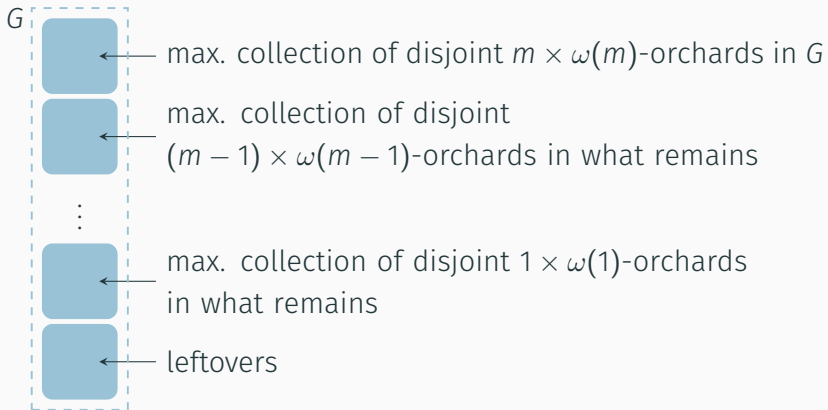 G
max. collection of disjoint m × ω(m)-orchards in G
max. collection of disjoint
(m − 1) × ω(m − 1)-orchards in what remains
⋮
max. collection of disjoint 1 × ω(1)-orchards
in what remains
leftovers